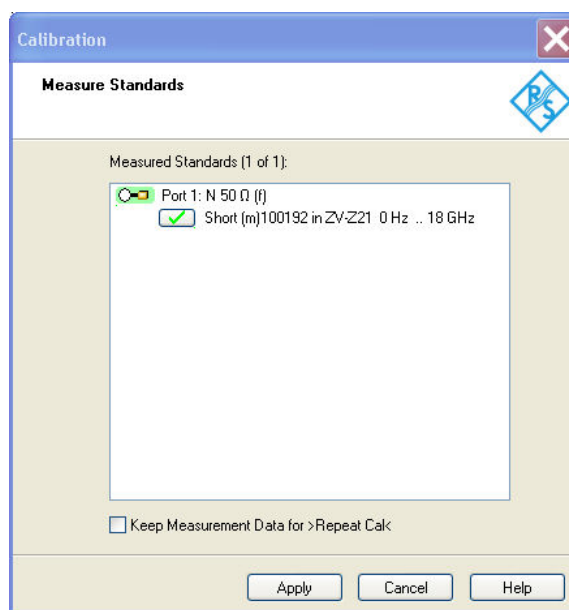 Calibration
Measure Standards
R
S
Measured Standards (1 of 1):
Port 1: N 50 Ω (f)
Short (m)100192 in ZV-Z21 0 Hz .. 18 GHz
Keep Measurement Data for >Repeat Cal<
Apply Cancel Help